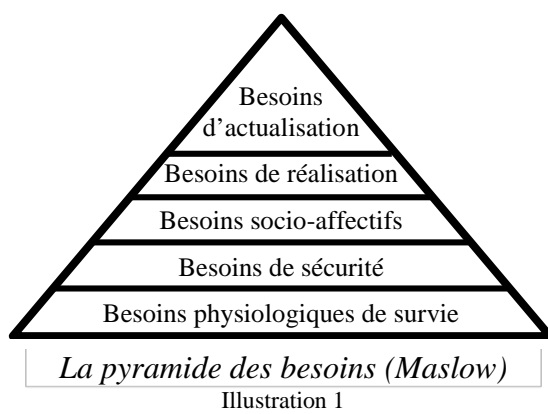 Besoins
d’actualisation
Besoins de réalisation
Besoins socio-affectifs
Besoins de sécurité
Besoins physiologiques de survie
La pyramide des besoins (Maslow)
Illustration 1